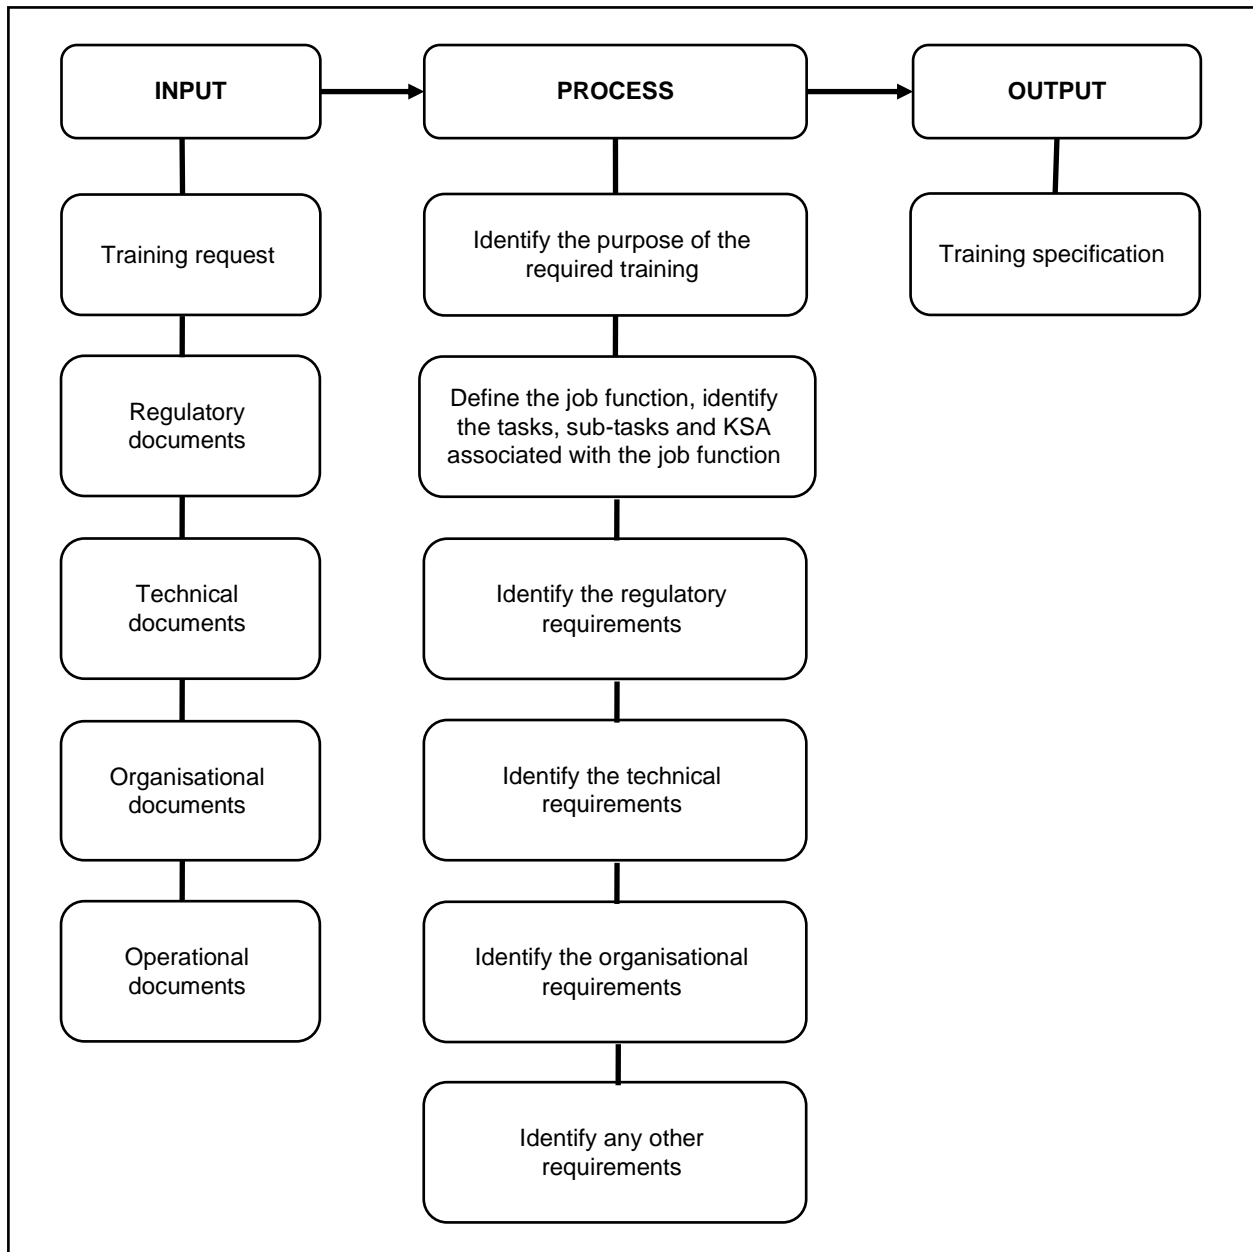 INPUT
PROCESS
OUTPUT
Training request
Identify the purpose of the
required training
Training specification
Regulatory
documents
Define the job function, identify
the tasks, sub-tasks and KSA
associated with the job function
Technical
documents
Identify the regulatory
requirements
Organisational
documents
Identify the technical
requirements
Operational
documents
Identify the organisational
requirements
Identify any other
requirements